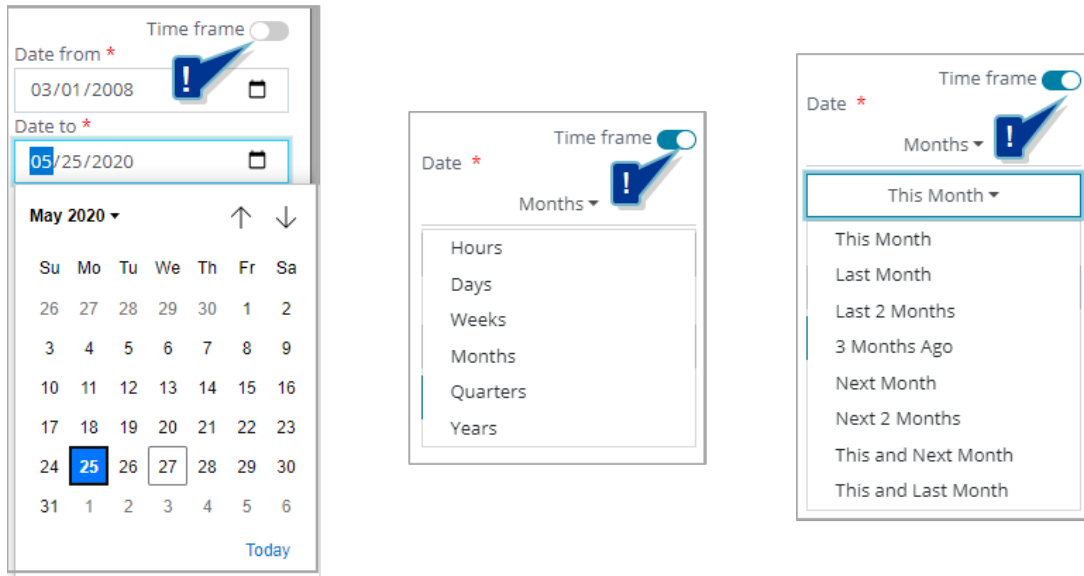 Time frame
Date from *
03/01/2008
!
Date to *
05/25/2020
May 2020
Su Mo Tu We Th Fr Sa
26 27 28 29 30 1 2
3 4 5 6 7 8 9
10 11 12 13 14 15 16
17 18 19 20 21 22 23
24 25 26 27 28 29 30
31 1 2 3 4 5 6
Today
Time frame
Date *
!
Months
Hours
Days
Weeks
Months
Quarters
Years
Time frame
Date *
!
Months
This Month
This Month
Last Month
Last 2 Months
3 Months Ago
Next Month
Next 2 Months
This and Next Month
This and Last Month